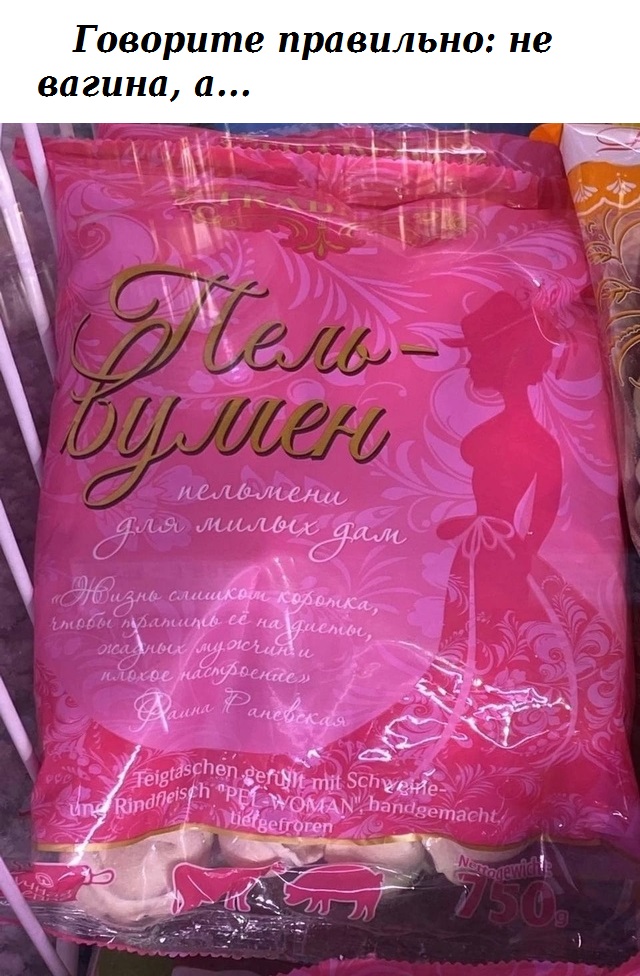 Говорите правильно: не
вагина, а...
Пель-
вумен
пельмени
для милых дам
«Жизнь слишком коротка,
чтобы тратить её на диеты,
жадных мужчин и
плохое настроение»
Фаина Раневская
Teigtaschen gefüllt mit Schweine-
und Rindfleisch "PEL-WOMAN", handgemacht,
tiefgefroren
Nettogewicht:
750g